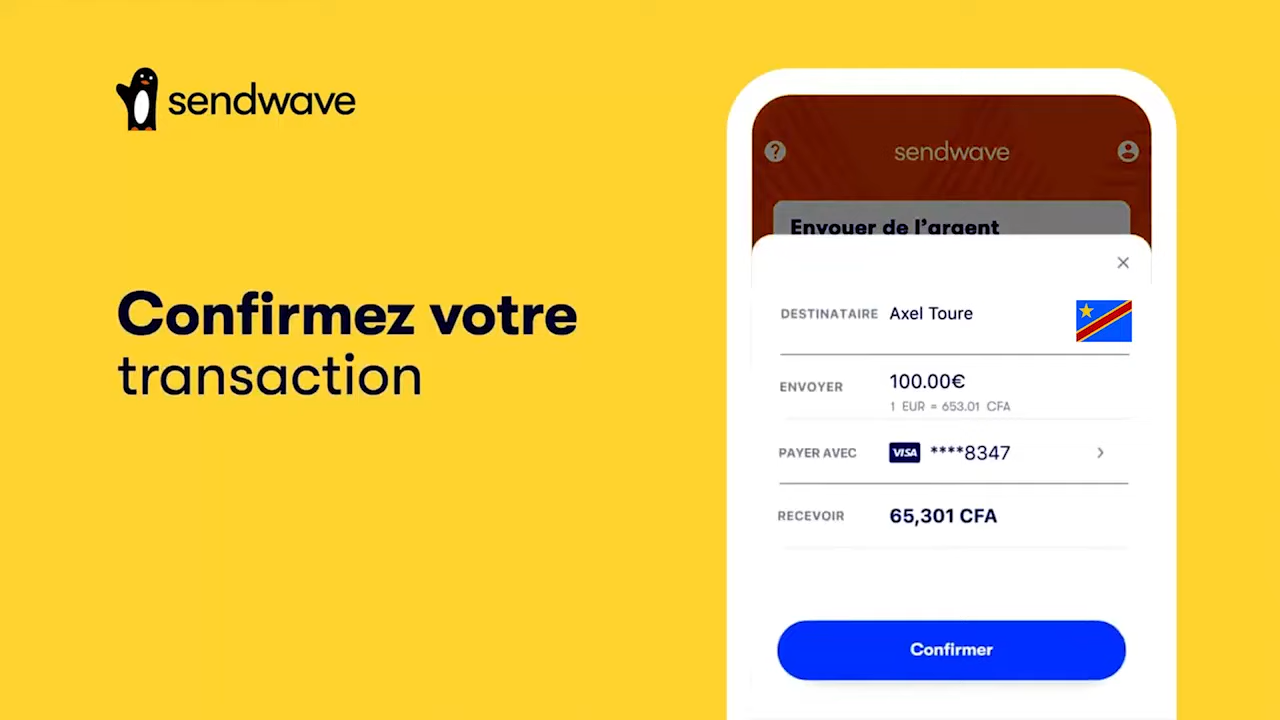 sendwave
Confirmez votre
transaction
sendwave
Envoyer de l'argent
DESTINATAIRE Axel Toure
ENVOYER 100.00€
1 EUR = 653.01 CFA
PAYER AVEC VISA ****8347
RECEVOIR 65,301 CFA
Confirmer